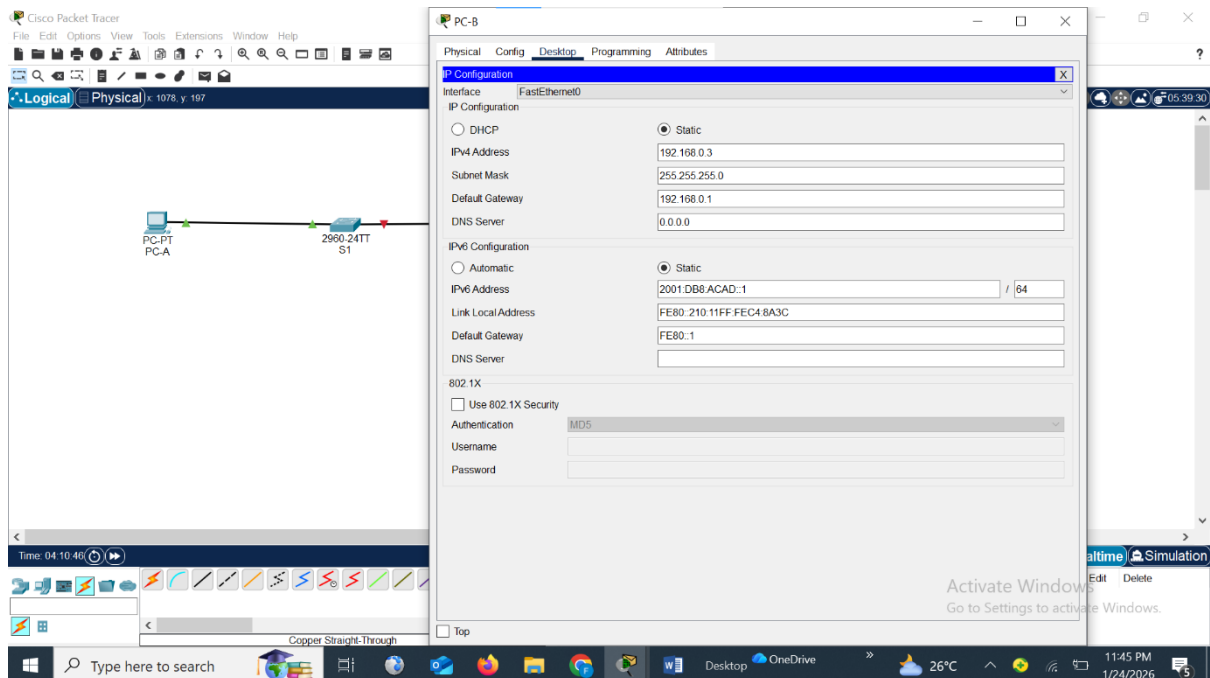 Cisco Packet Tracer
File Edit Options View Tools Extensions Window Help
Logical Physical x: 1078, y: 197
05:39:30
PC-PT
PC-A
2960-24TT
S1
PC-B
Physical Config Desktop Programming Attributes
?
IP Configuration X
Interface FastEthernet0
IP Configuration
DHCP Static
IPv4 Address 192.168.0.3
Subnet Mask 255.255.255.0
Default Gateway 192.168.0.1
DNS Server 0.0.0.0
IPv6 Configuration
Automatic Static
IPv6 Address 2001:DB8:ACAD::1 / 64
Link Local Address FE80::210:11FF:FEC4:8A3C
Default Gateway FE80::1
DNS Server
802.1X
Use 802.1X Security
Authentication MD5
Username
Password
Top
Time: 04:10:46
altime Simulation
Edit Delete
Copper Straight-Through
Activate Windows
Go to Settings to activate Windows.
Type here to search
Desktop OneDrive
26°C
11:45 PM
1/24/2026
5